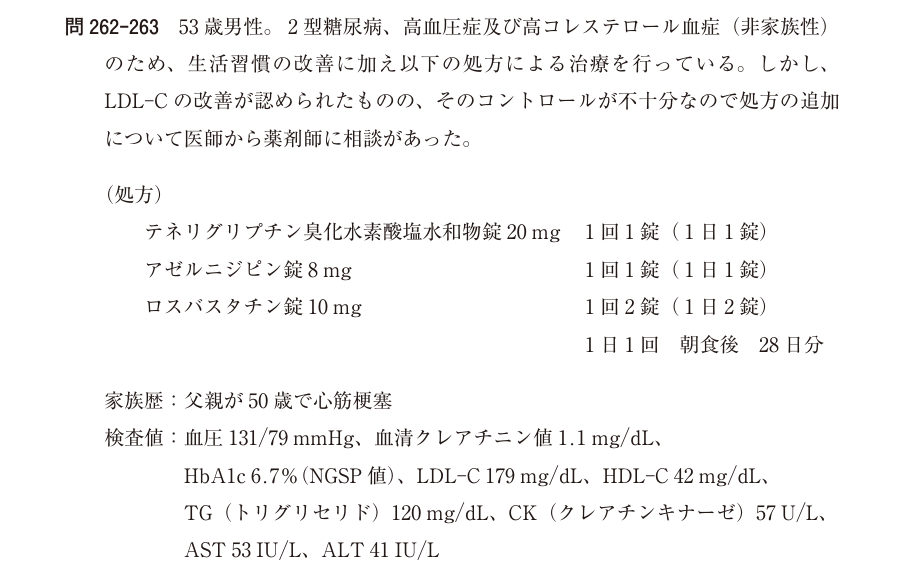 問 262-263　53 歳男性。2 型糖尿病、高血圧症及び高コレステロール血症（非家族性）
のため、生活習慣の改善に加え以下の処方による治療を行っている。しかし、
LDL-C の改善が認められたものの、そのコントロールが不十分なので処方の追加
について医師から薬剤師に相談があった。
（処方）
テネリグリプチン臭化水素酸塩水和物錠 20 mg　1 回 1 錠（1 日 1 錠）
アゼルニジピン錠 8 mg　1 回 1 錠（1 日 1 錠）
ロスバスタチン錠 10 mg　1 回 2 錠（1 日 2 錠）
1 日 1 回　朝食後　28 日分
家族歴：父親が 50 歳で心筋梗塞
検査値：血圧 131/79 mmHg、血清クレアチニン値 1.1 mg/dL、
HbA1c 6.7％(NGSP 値)、LDL-C 179 mg/dL、HDL-C 42 mg/dL、
TG（トリグリセリド）120 mg/dL、CK（クレアチンキナーゼ）57 U/L、
AST 53 IU/L、ALT 41 IU/L